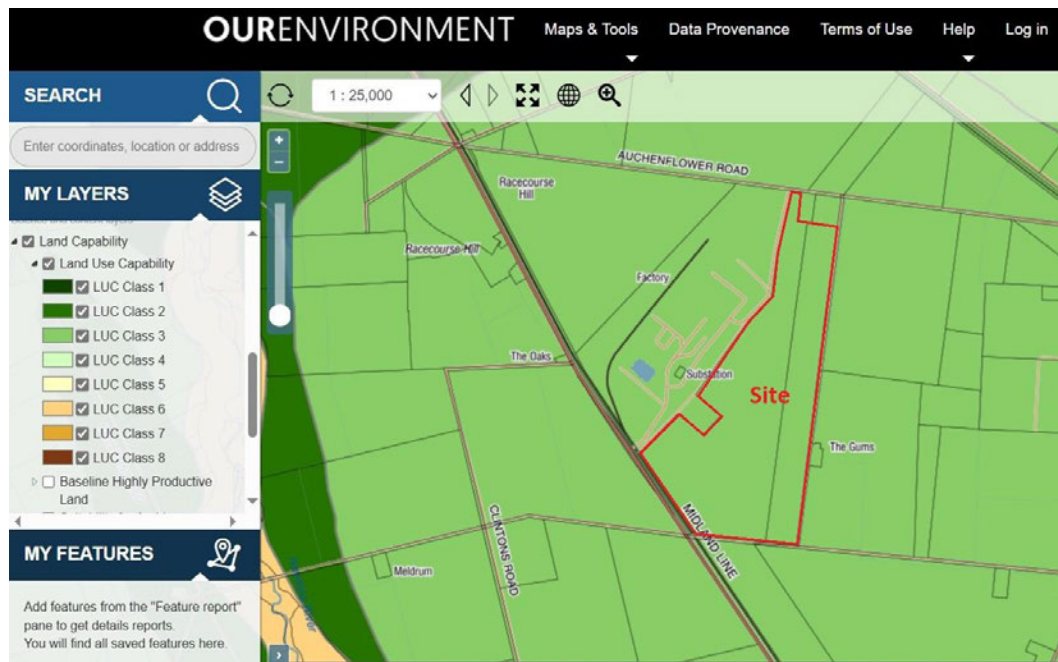 OURENVIRONMENT
Maps & Tools
Data Provenance
Terms of Use
Help
Log in
SEARCH
1 : 25,000
Enter coordinates, location or address
+
–
MY LAYERS
Land Capability
Land Use Capability
LUC Class 1
LUC Class 2
LUC Class 3
LUC Class 4
LUC Class 5
LUC Class 6
LUC Class 7
LUC Class 8
Baseline Highly Productive
Land
MY FEATURES
Add features from the "Feature report"
pane to get details reports.
You will find all saved features here.
AUCHENFLOWER ROAD
Racecourse
Hill
Racecourse Hill
Factory
The Oaks
Substation
Site
The Gums
MIDLAND LINE
CLINTONS ROAD
Meldrum